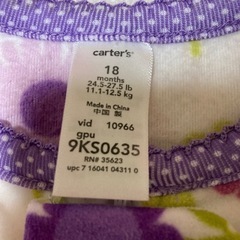 carter's
18
months
24.5-27.5 lb
11.1-12.5 kg
Made in China
中国 製
vid 10966
gpu
9KS0635
RN# 35623
upc 7 16041 04311 0